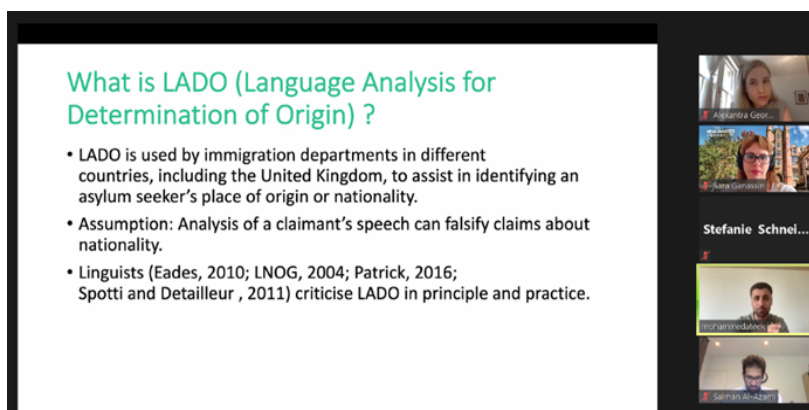 What is LADO (Language Analysis for
Determination of Origin) ?
• LADO is used by immigration departments in different
countries, including the United Kingdom, to assist in identifying an
asylum seeker's place of origin or nationality.
• Assumption: Analysis of a claimant's speech can falsify claims about
nationality.
• Linguists (Eades, 2010; LNOG, 2004; Patrick, 2016;
Spotti and Detailleur , 2011) criticise LADO in principle and practice.
Alexantra Geor...
Sara Ganassin
Stefanie Schnei...
mohammedateek
Salman Al-Azami